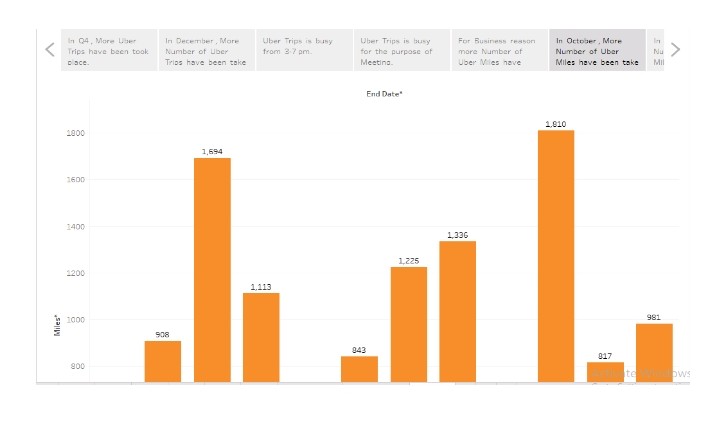 In Q4 , More Uber
Trips have been took
place.
In December , More
Number of Uber
Trips have been take
Uber Trips is busy
from 3-7 pm.
Uber Trips is busy
for the purpose of
Meeting.
For Business reason
more Number of
Uber Miles have
In October , More
Number of Uber
Miles have been take
In
End Date*
1800
1600
1400
1200
1000
800
Miles*
908
1,694
1,113
843
1,225
1,336
1,810
817
981